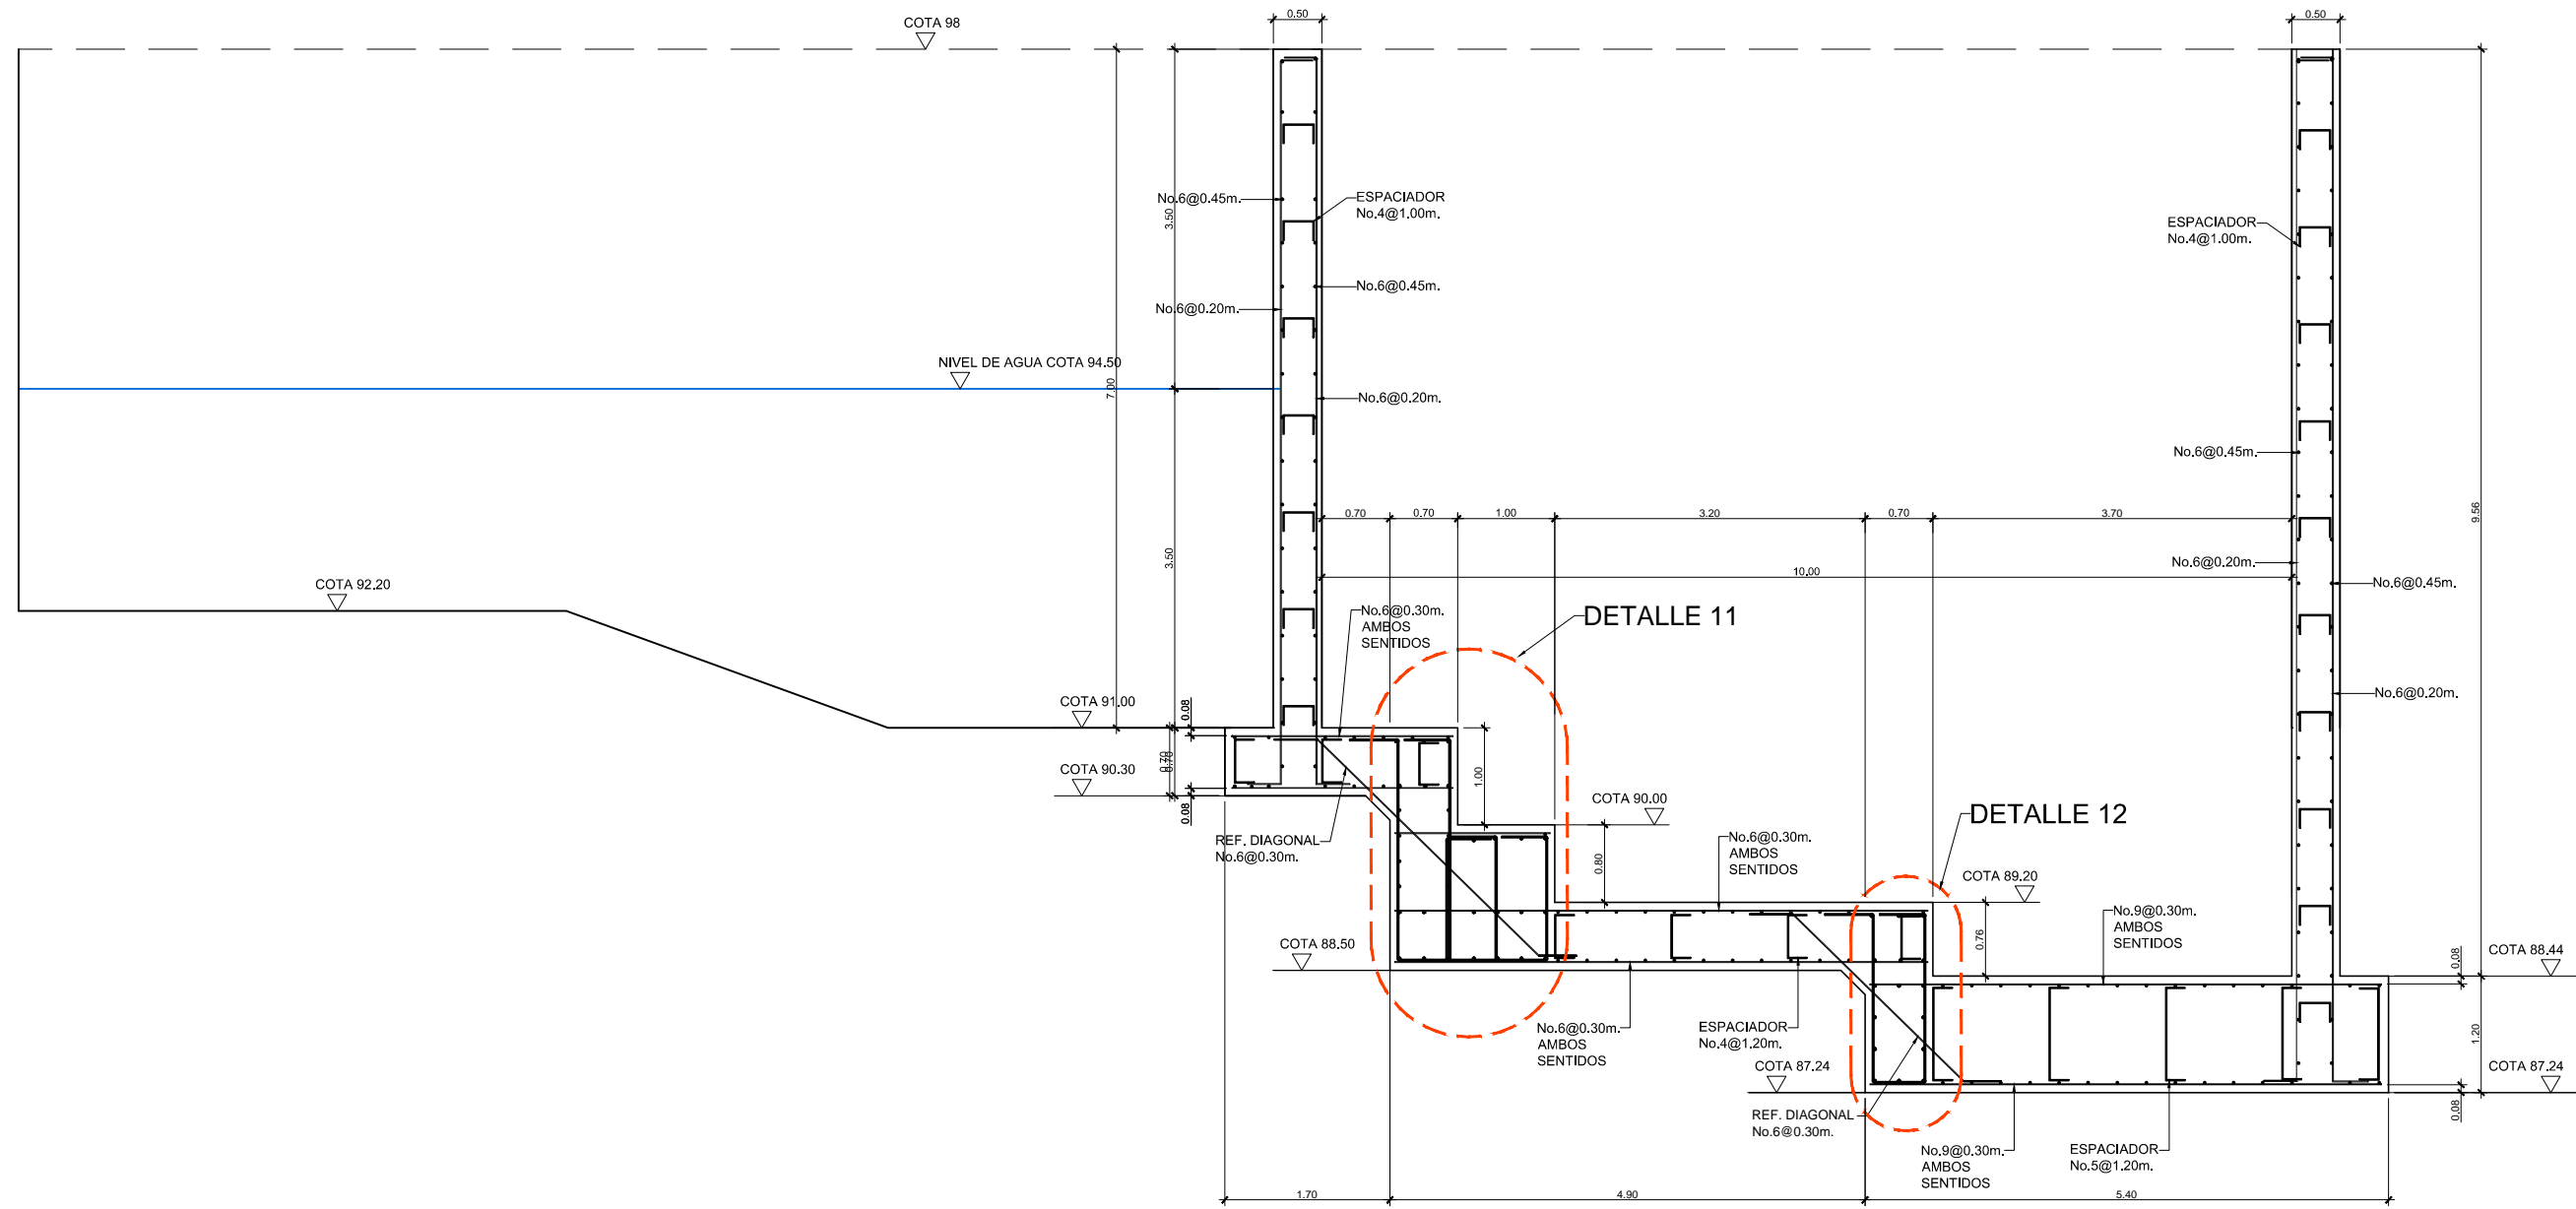 COTA 98
0.50
0.50
No.6@0.45m.
3.50
ESPACIADOR
No.4@1.00m.
ESPACIADOR
No.4@1.00m.
No.6@0.45m.
No.6@0.20m.
NIVEL DE AGUA COTA 94.50
7.00
No.6@0.20m.
No.6@0.45m.
0.70
0.70
1.00
3.20
0.70
3.70
9.56
3.50
No.6@0.20m.
10.00
No.6@0.45m.
COTA 92.20
No.6@0.30m.
AMBOS
SENTIDOS
DETALLE 11
No.6@0.20m.
COTA 91.00
0.08
0.70
0.70
COTA 90.30
0.08
1.00
COTA 90.00
DETALLE 12
REF. DIAGONAL
No.6@0.30m.
0.80
No.6@0.30m.
AMBOS
SENTIDOS
COTA 89.20
No.9@0.30m.
AMBOS
SENTIDOS
COTA 88.50
0.76
0.08
COTA 88.44
No.6@0.30m.
AMBOS
SENTIDOS
ESPACIADOR
No.4@1.20m.
1.20
COTA 87.24
COTA 87.24
0.08
REF. DIAGONAL
No.6@0.30m.
No.9@0.30m.
AMBOS
SENTIDOS
ESPACIADOR
No.5@1.20m.
1.70
4.90
5.40